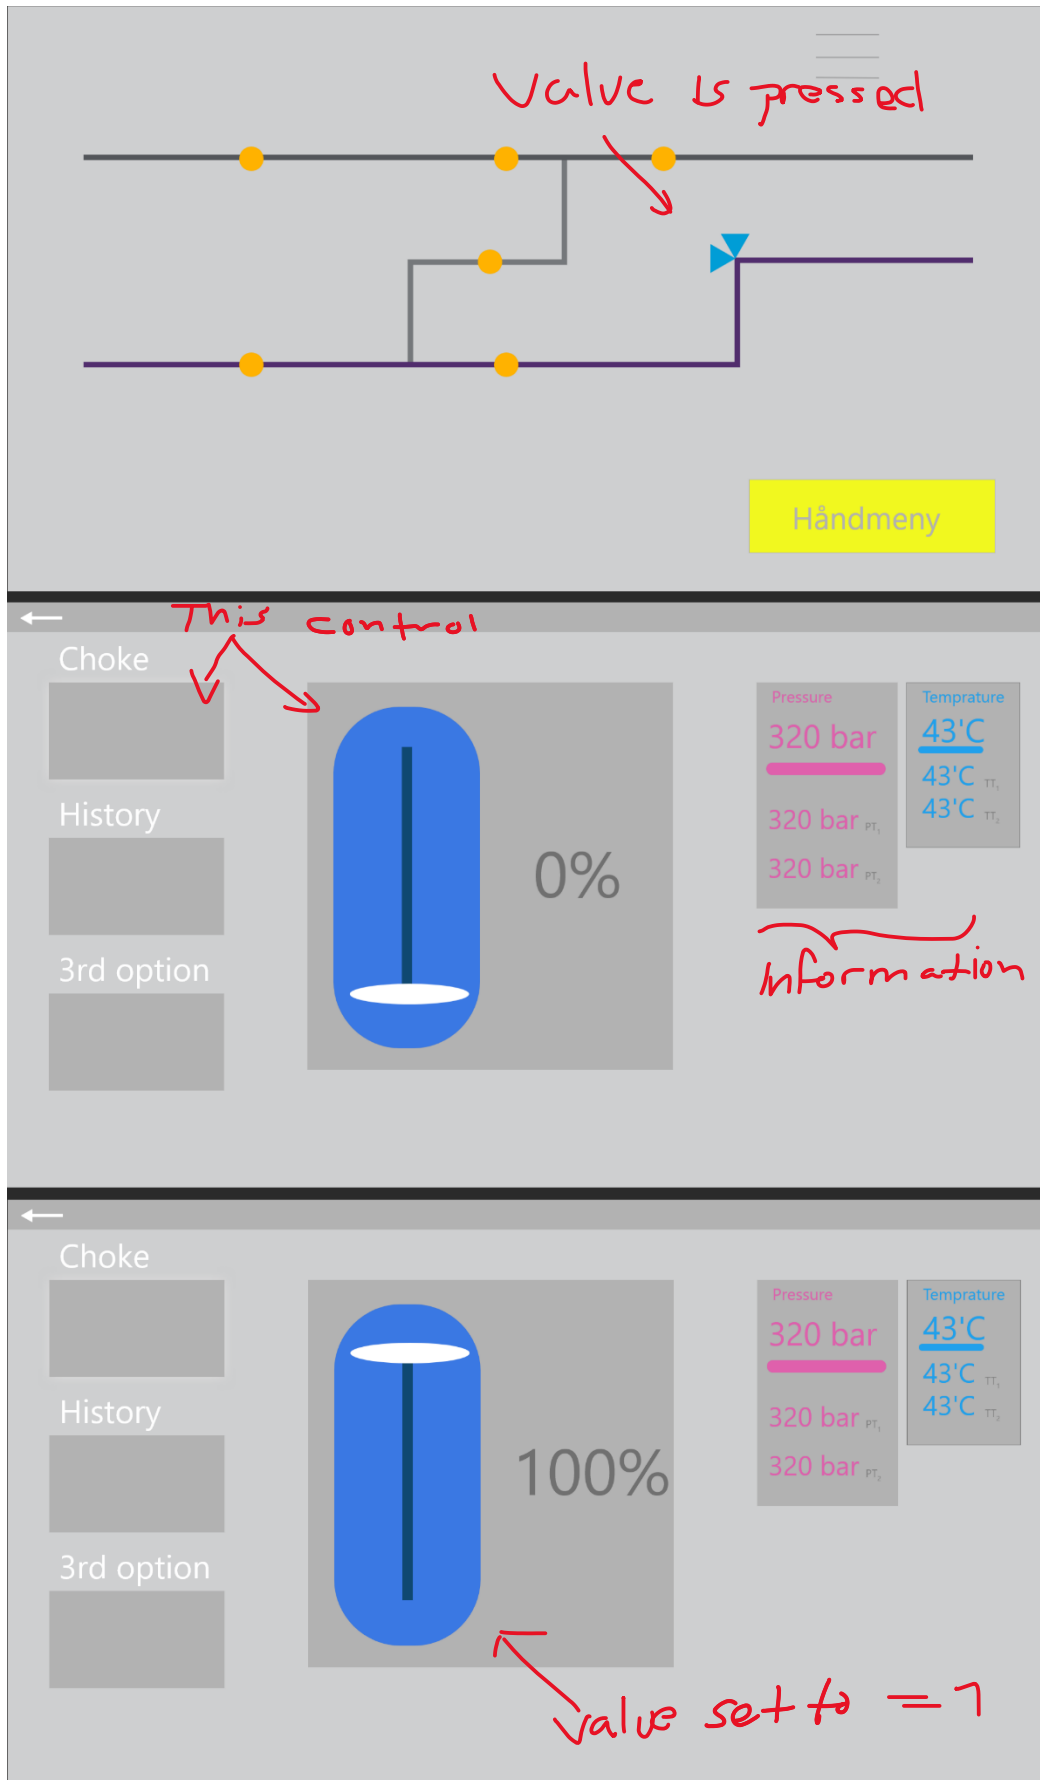 Valve is pressed
Håndmeny
This control
Choke
History
3rd option
0%
Pressure
320 bar
320 bar PT₁
320 bar PT₂
Temprature
43'C
43'C TT₁
43'C TT₂
Information
Choke
History
3rd option
100%
Pressure
320 bar
320 bar PT₁
320 bar PT₂
Temprature
43'C
43'C TT₁
43'C TT₂
Value set to = 1